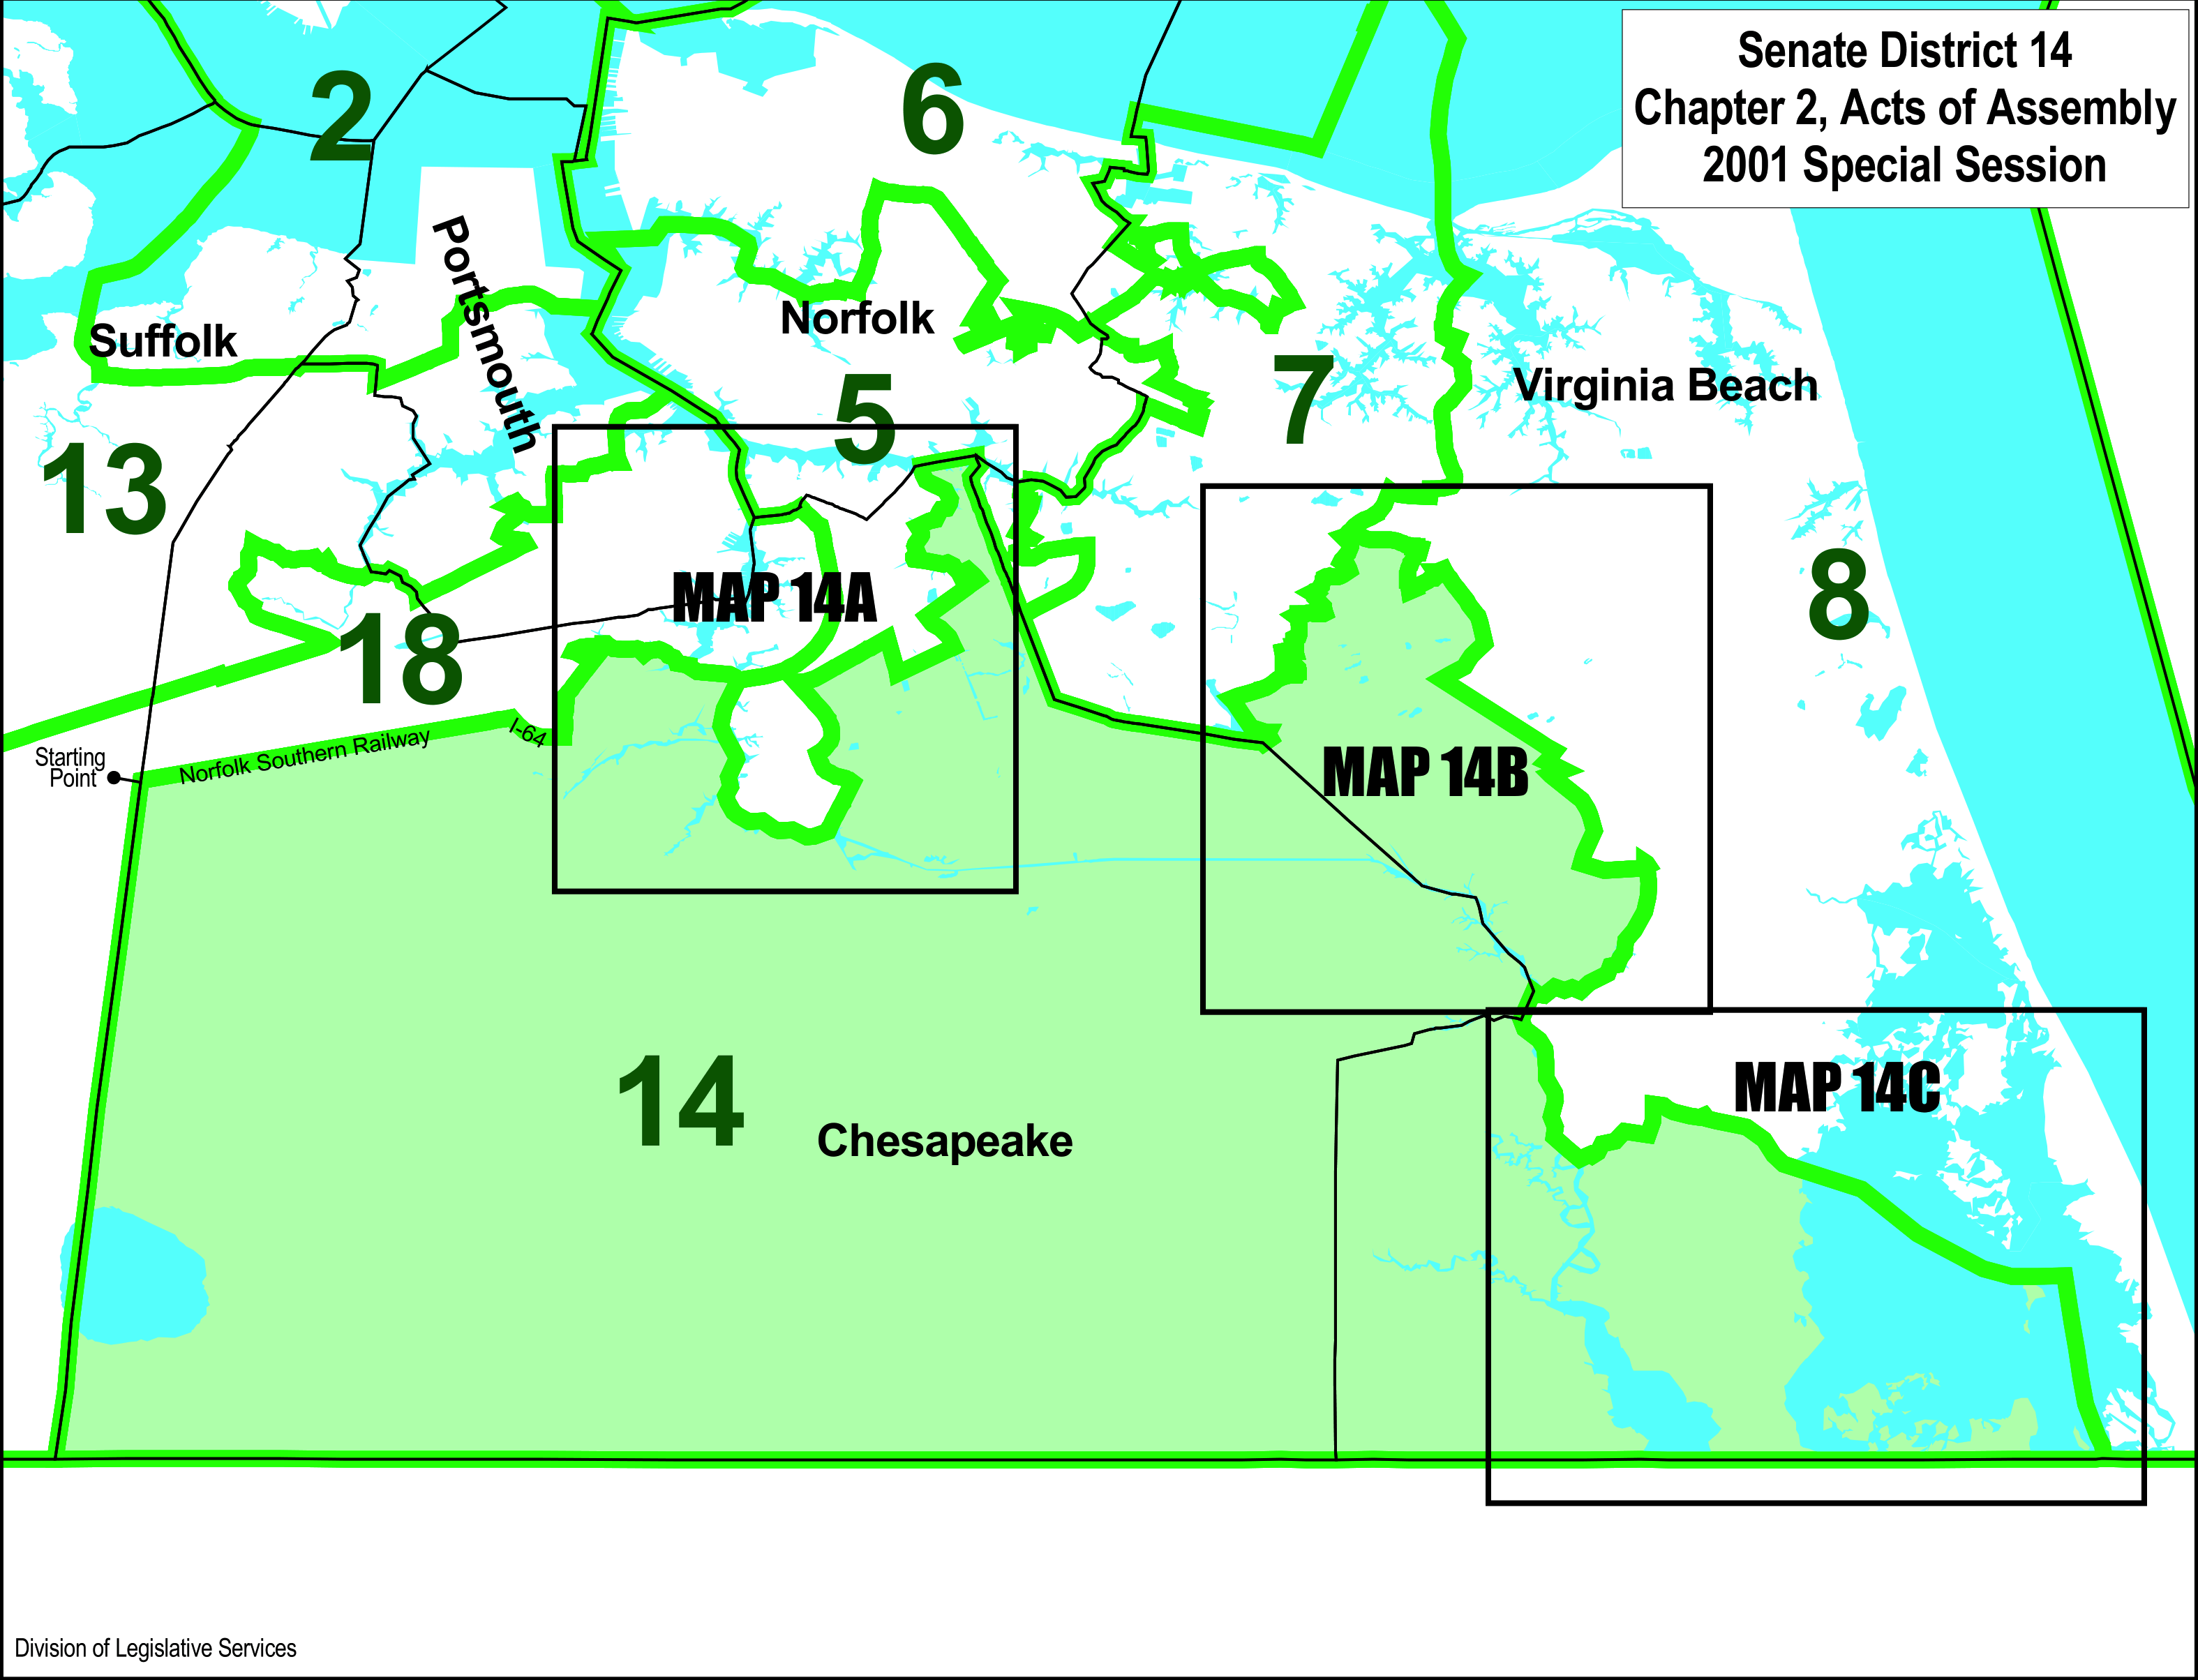 Senate District 14
Chapter 2, Acts of Assembly
2001 Special Session
2
6
Portsmouth
Norfolk
Suffolk
5
7
Virginia Beach
13
8
MAP 14A
18
I-64
Norfolk Southern Railway
Starting
Point
MAP 14B
MAP 14C
14
Chesapeake
Division of Legislative Services